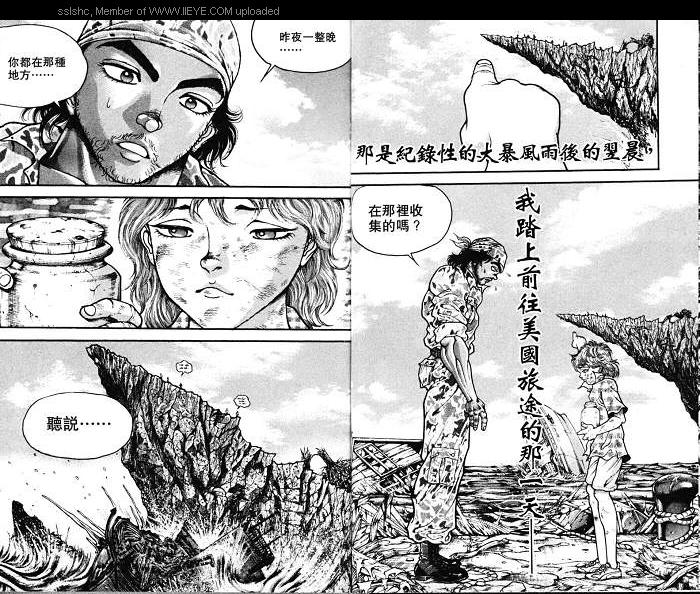 sslshc, Member of WWW.IIEYE.COM uploaded
那是紀錄性的大暴風雨後的翌晨，
我踏上前往美國旅途的那一天——
在那裡收
集的嗎？
昨夜一整晚
……
你都在那種
地方……
聽説……